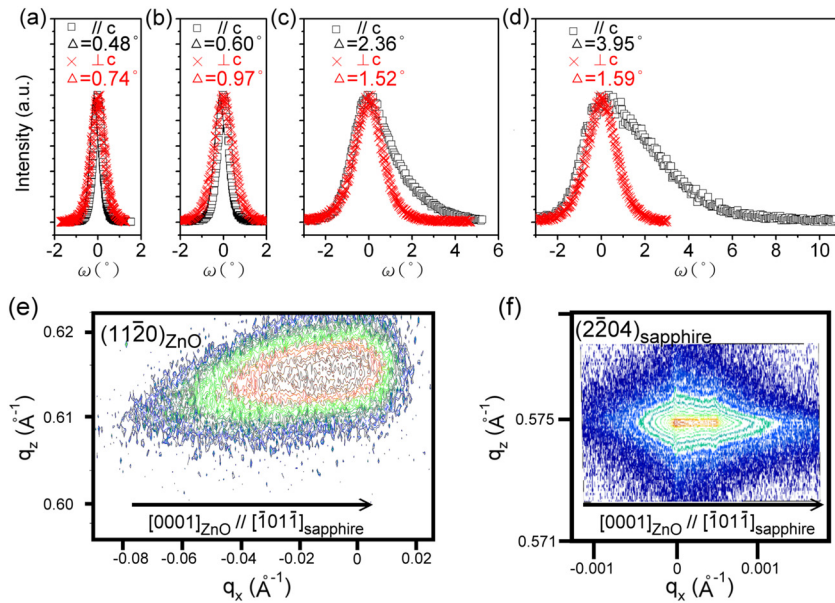 (a)
□ // c
△=0.48°
× ⊥c
△=0.74°
(b)
□ // c
△=0.60°
× ⊥c
△=0.97°
(c)
□ // c
△=2.36°
× ⊥c
△=1.52°
(d)
□ // c
△=3.95°
× ⊥c
△=1.59°
Intensity (a.u.)
-2 0 2
ω(°)
-2 0 2
ω(°)
-2 0 2 4 6
ω(°)
-2 0 2 4 6 8 10
ω(°)
(e)
(112̅0)ZnO
0.62
0.61
0.60
qz (Å⁻¹)
[0001]ZnO // [1̅011̅]sapphire
-0.08 -0.06 -0.04 -0.02 0 0.02
qx (Å⁻¹)
(f)
(22̅04)sapphire
0.575
0.571
qz (Å⁻¹)
[0001]ZnO // [1̅011̅]sapphire
-0.001 0 0.001
qx (Å⁻¹)